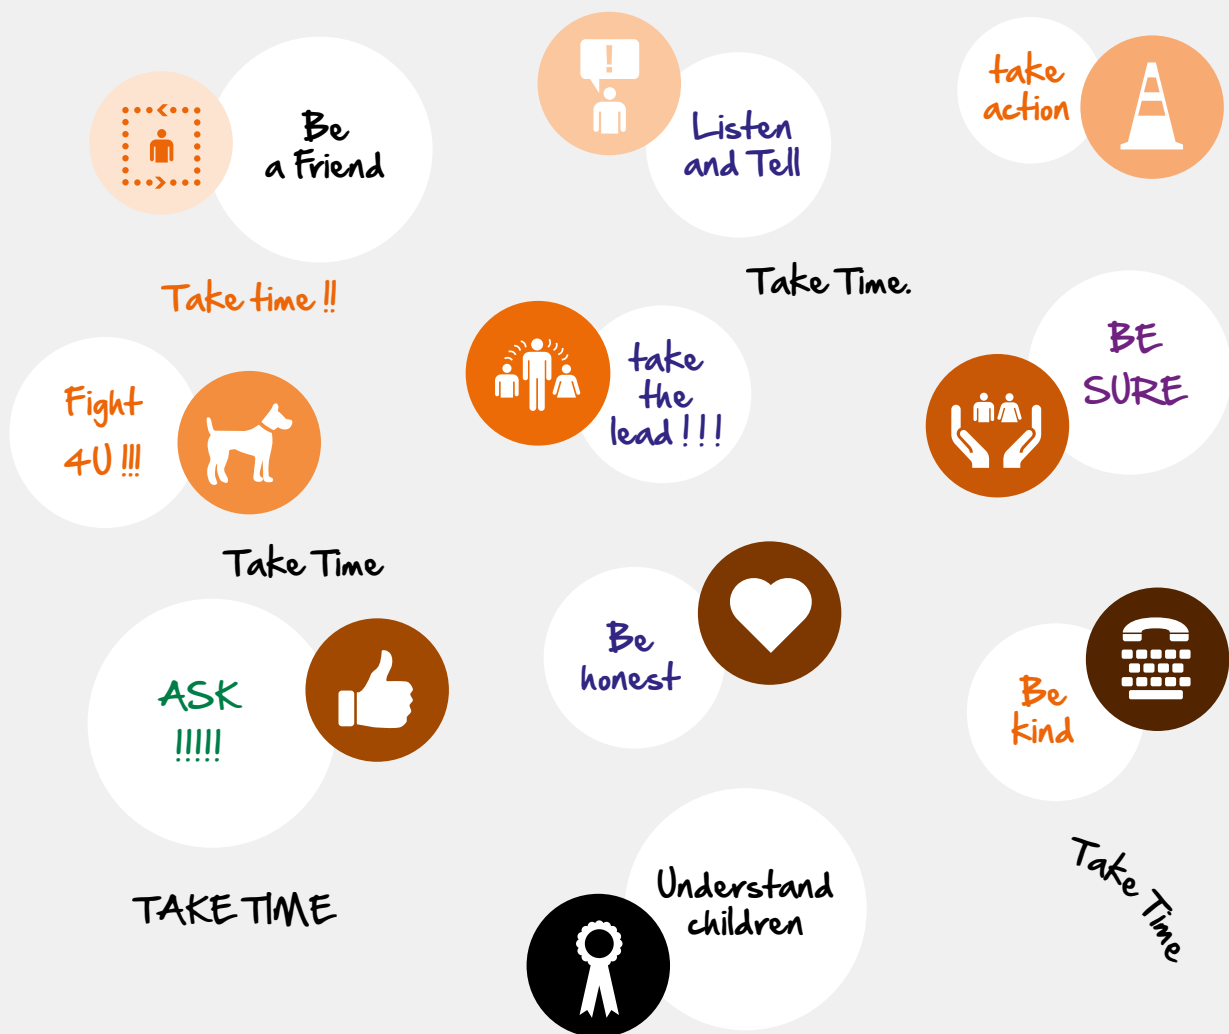 Be
a Friend
!
Listen
and Tell
take
action
Take time !!
Take Time.
Fight
4U !!!
take
the
lead ! ! !
BE
SURE
Take Time
ASK
!!!!!
Be
honest
Be
kind
TAKE TIME
Understand
children
Take Time